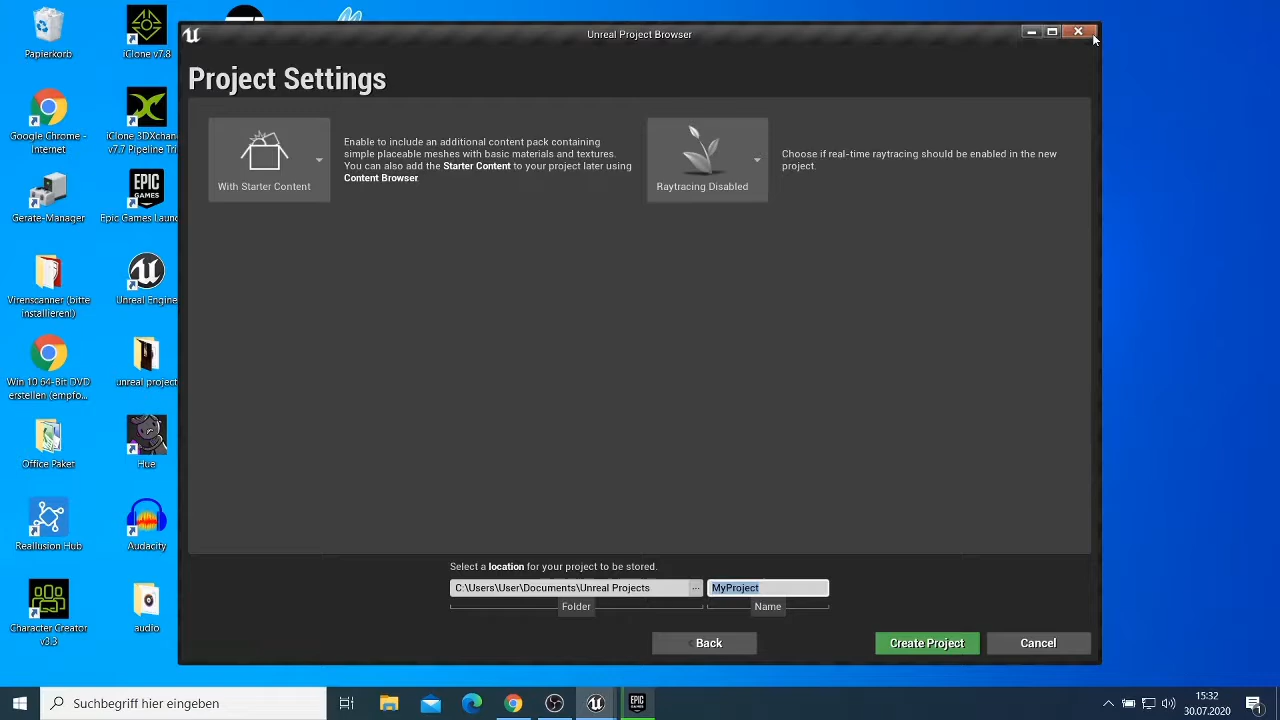 Unreal Project Browser
Project Settings
With Starter Content
Enable to include an additional content pack containing
simple placeable meshes with basic materials and textures.
You can also add the Starter Content to your project later using
Content Browser.
Raytracing Disabled
Choose if real-time raytracing should be enabled in the new
project.
Select a location for your project to be stored.
C:\Users\User\Documents\Unreal Projects
...
MyProject
Folder
Name
Back
Create Project
Cancel
Papierkorb
iClone v7.8
Google Chrome -
Internet
iClone 3DXchan
v7.7 Pipeline Tri
Geräte-Manager
EPIC
GAMES
Epic Games Laun
Virenscanner (bitte
installieren!)
Unreal Engine
Win 10 64-Bit DVD
erstellen (empfo...
unreal project
Office Paket
Hue
Reallusion Hub
Audacity
Character Creator
v3.3
audio
Suchbegriff hier eingeben
EPIC
15:32
30.07.2020
1